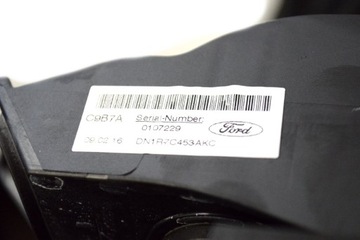 C9B7A Serial-Number:
0107229
Ford
09.02.16 DN1R7C453AKC